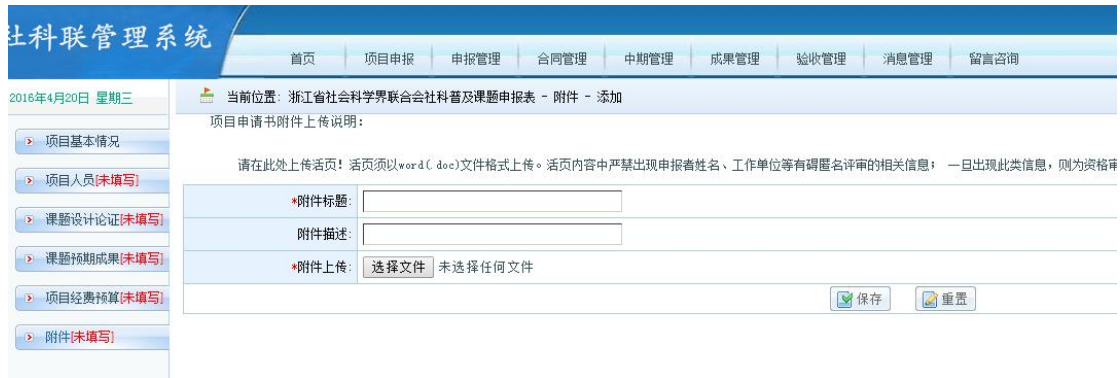 社科联管理系统
首页 项目申报 申报管理 合同管理 中期管理 成果管理 验收管理 消息管理 留言咨询
2016年4月20日 星期三
当前位置: 浙江省社会科学界联合会社科普及课题申报表 - 附件 - 添加
项目申请书附件上传说明:
请在此处上传活页!活页须以word(.doc)文件格式上传。活页内容中严禁出现申报者姓名、工作单位等有碍匿名评审的相关信息; 一旦出现此类信息,则为资格审
项目基本情况
项目人员[未填写]
课题设计论证[未填写]
课题预期成果[未填写]
项目经费预算[未填写]
附件[未填写]
*附件标题:
附件描述:
*附件上传: 选择文件 未选择任何文件
保存 重置